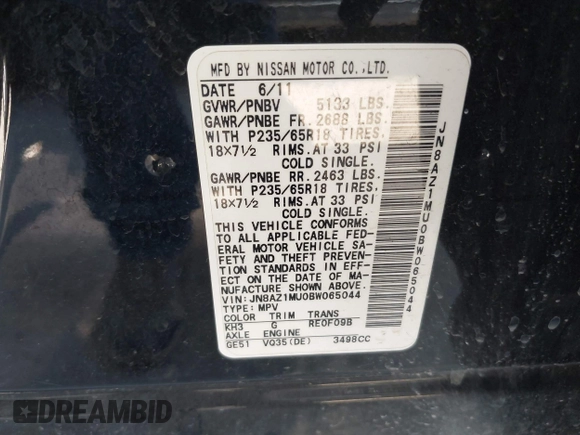 MFD BY NISSAN MOTOR CO.,LTD.
DATE 6/11
GVWR/PNBV 5133 LBS.
GAWR/PNBE FR. 2688 LBS.
WITH P235/65R18 TIRES,
18X7½ RIMS. AT 33 PSI
COLD SINGLE.
GAWR/PNBE RR. 2463 LBS.
WITH P235/65R18 TIRES,
18X7½ RIMS. AT 33 PSI
COLD SINGLE.
THIS VEHICLE CONFORMS
TO ALL APPLICABLE FED-
ERAL MOTOR VEHICLE SA-
FETY AND THEFT PREVEN-
TION STANDARDS IN EFF-
ECT ON THE DATE OF MA-
NUFACTURE SHOWN ABOVE.
VIN: JN8AZ1MU0BW065044
TYPE: MPV
COLOR TRIM TRANS
KH3 G RE0F09B
AXLE ENGINE
GE51 VQ35(DE) 3498CC
JN8AZ1MU0BW065044
DREAMBID